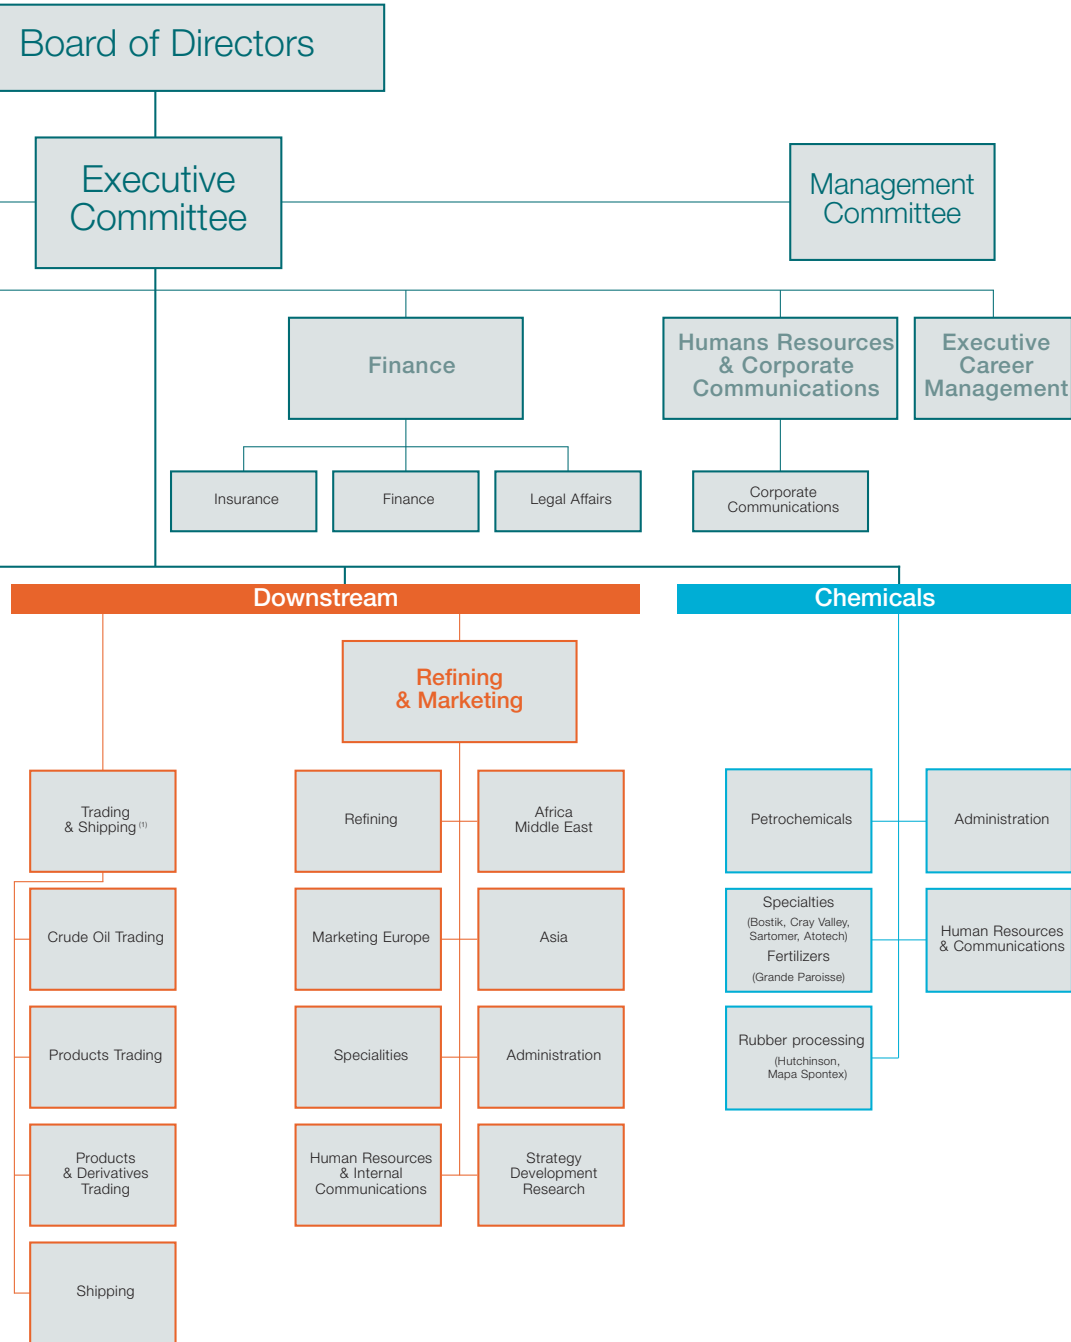 Board of Directors
Executive
Committee
Management
Committee
Finance
Humans Resources
& Corporate
Communications
Executive
Career
Management
Insurance
Finance
Legal Affairs
Corporate
Communications
Downstream
Chemicals
Refining
& Marketing
Trading
& Shipping (1)
Refining
Africa
Middle East
Petrochemicals
Administration
Crude Oil Trading
Marketing Europe
Asia
Specialties
(Bostik, Cray Valley,
Sartomer, Atotech)
Fertilizers
(Grande Paroisse)
Human Resources
& Communications
Products Trading
Specialities
Administration
Rubber processing
(Hutchinson,
Mapa Spontex)
Products
& Derivatives
Trading
Human Resources
& Internal
Communications
Strategy
Development
Research
Shipping